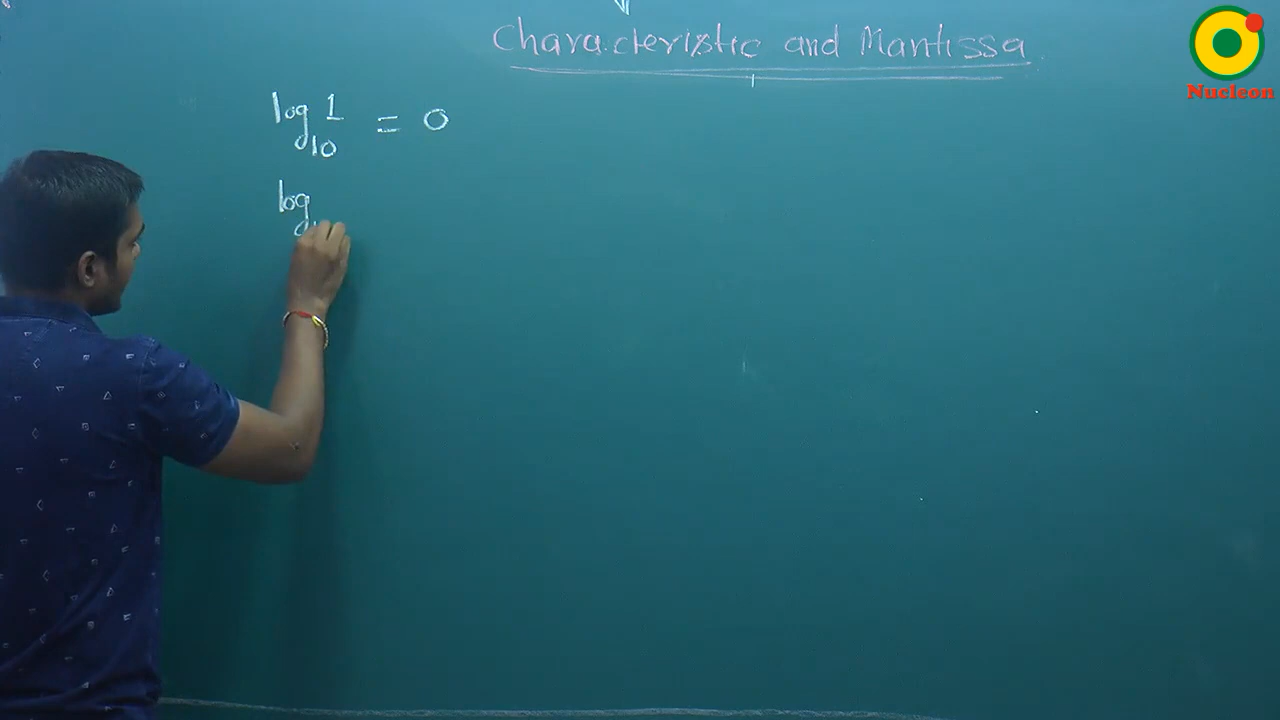 Characteristic and Mantissa
Nucleon
log₁₀ 1 = 0
log